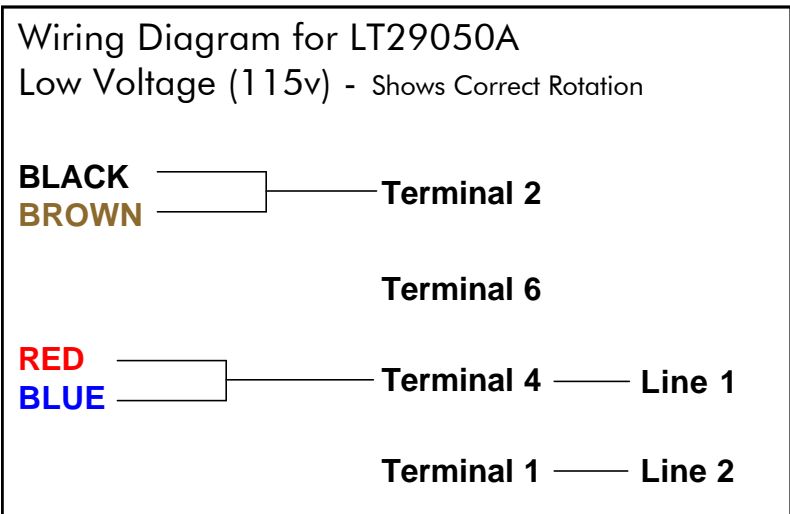 Wiring Diagram for LT29050A
Low Voltage (115v) - Shows Correct Rotation
BLACK
BROWN
Terminal 2
Terminal 6
RED
BLUE
Terminal 4
Line 1
Terminal 1
Line 2